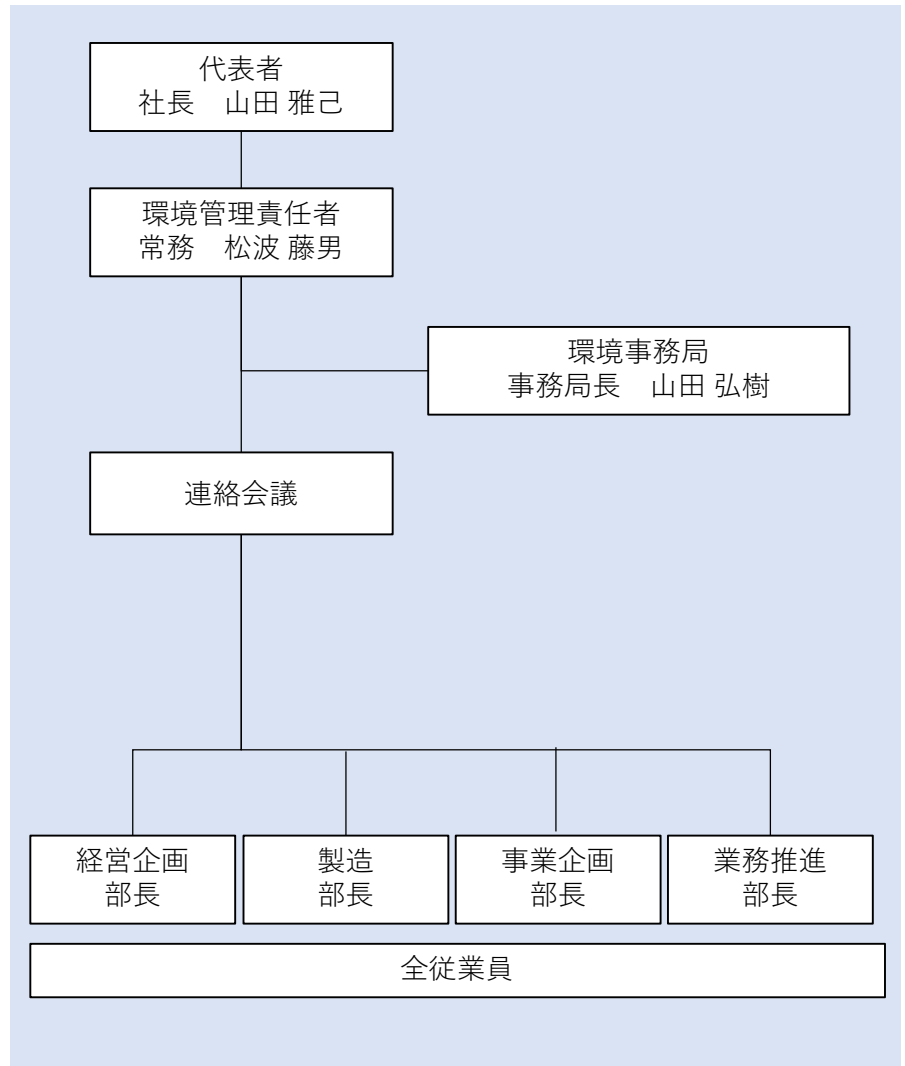 代表者
社長　山田 雅己
環境管理責任者
常務　松波 藤男
環境事務局
事務局長　山田 弘樹
連絡会議
経営企画
部長
製造
部長
事業企画
部長
業務推進
部長
全従業員